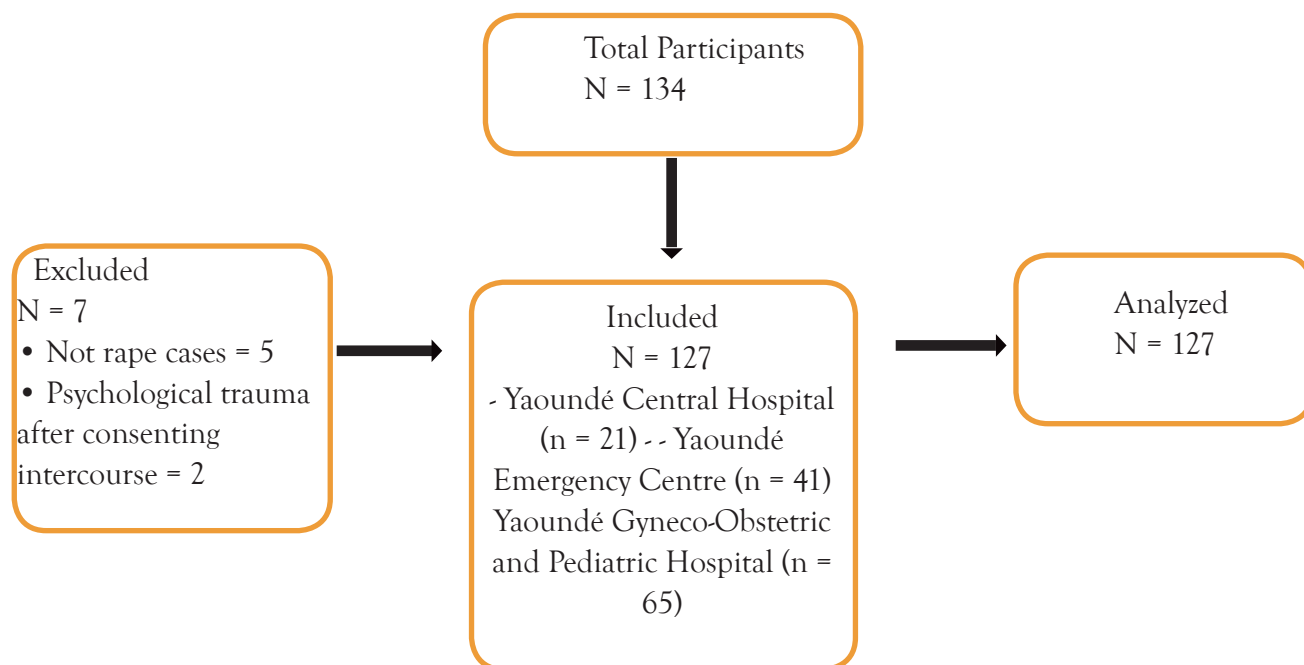 Total Participants
N = 134
Excluded
N = 7
• Not rape cases = 5
• Psychological trauma
after consenting
intercourse = 2
Included
N = 127
- Yaoundé Central Hospital
(n = 21) - - Yaoundé
Emergency Centre (n = 41)
Yaoundé Gyneco-Obstetric
and Pediatric Hospital (n =
65)
Analyzed
N = 127